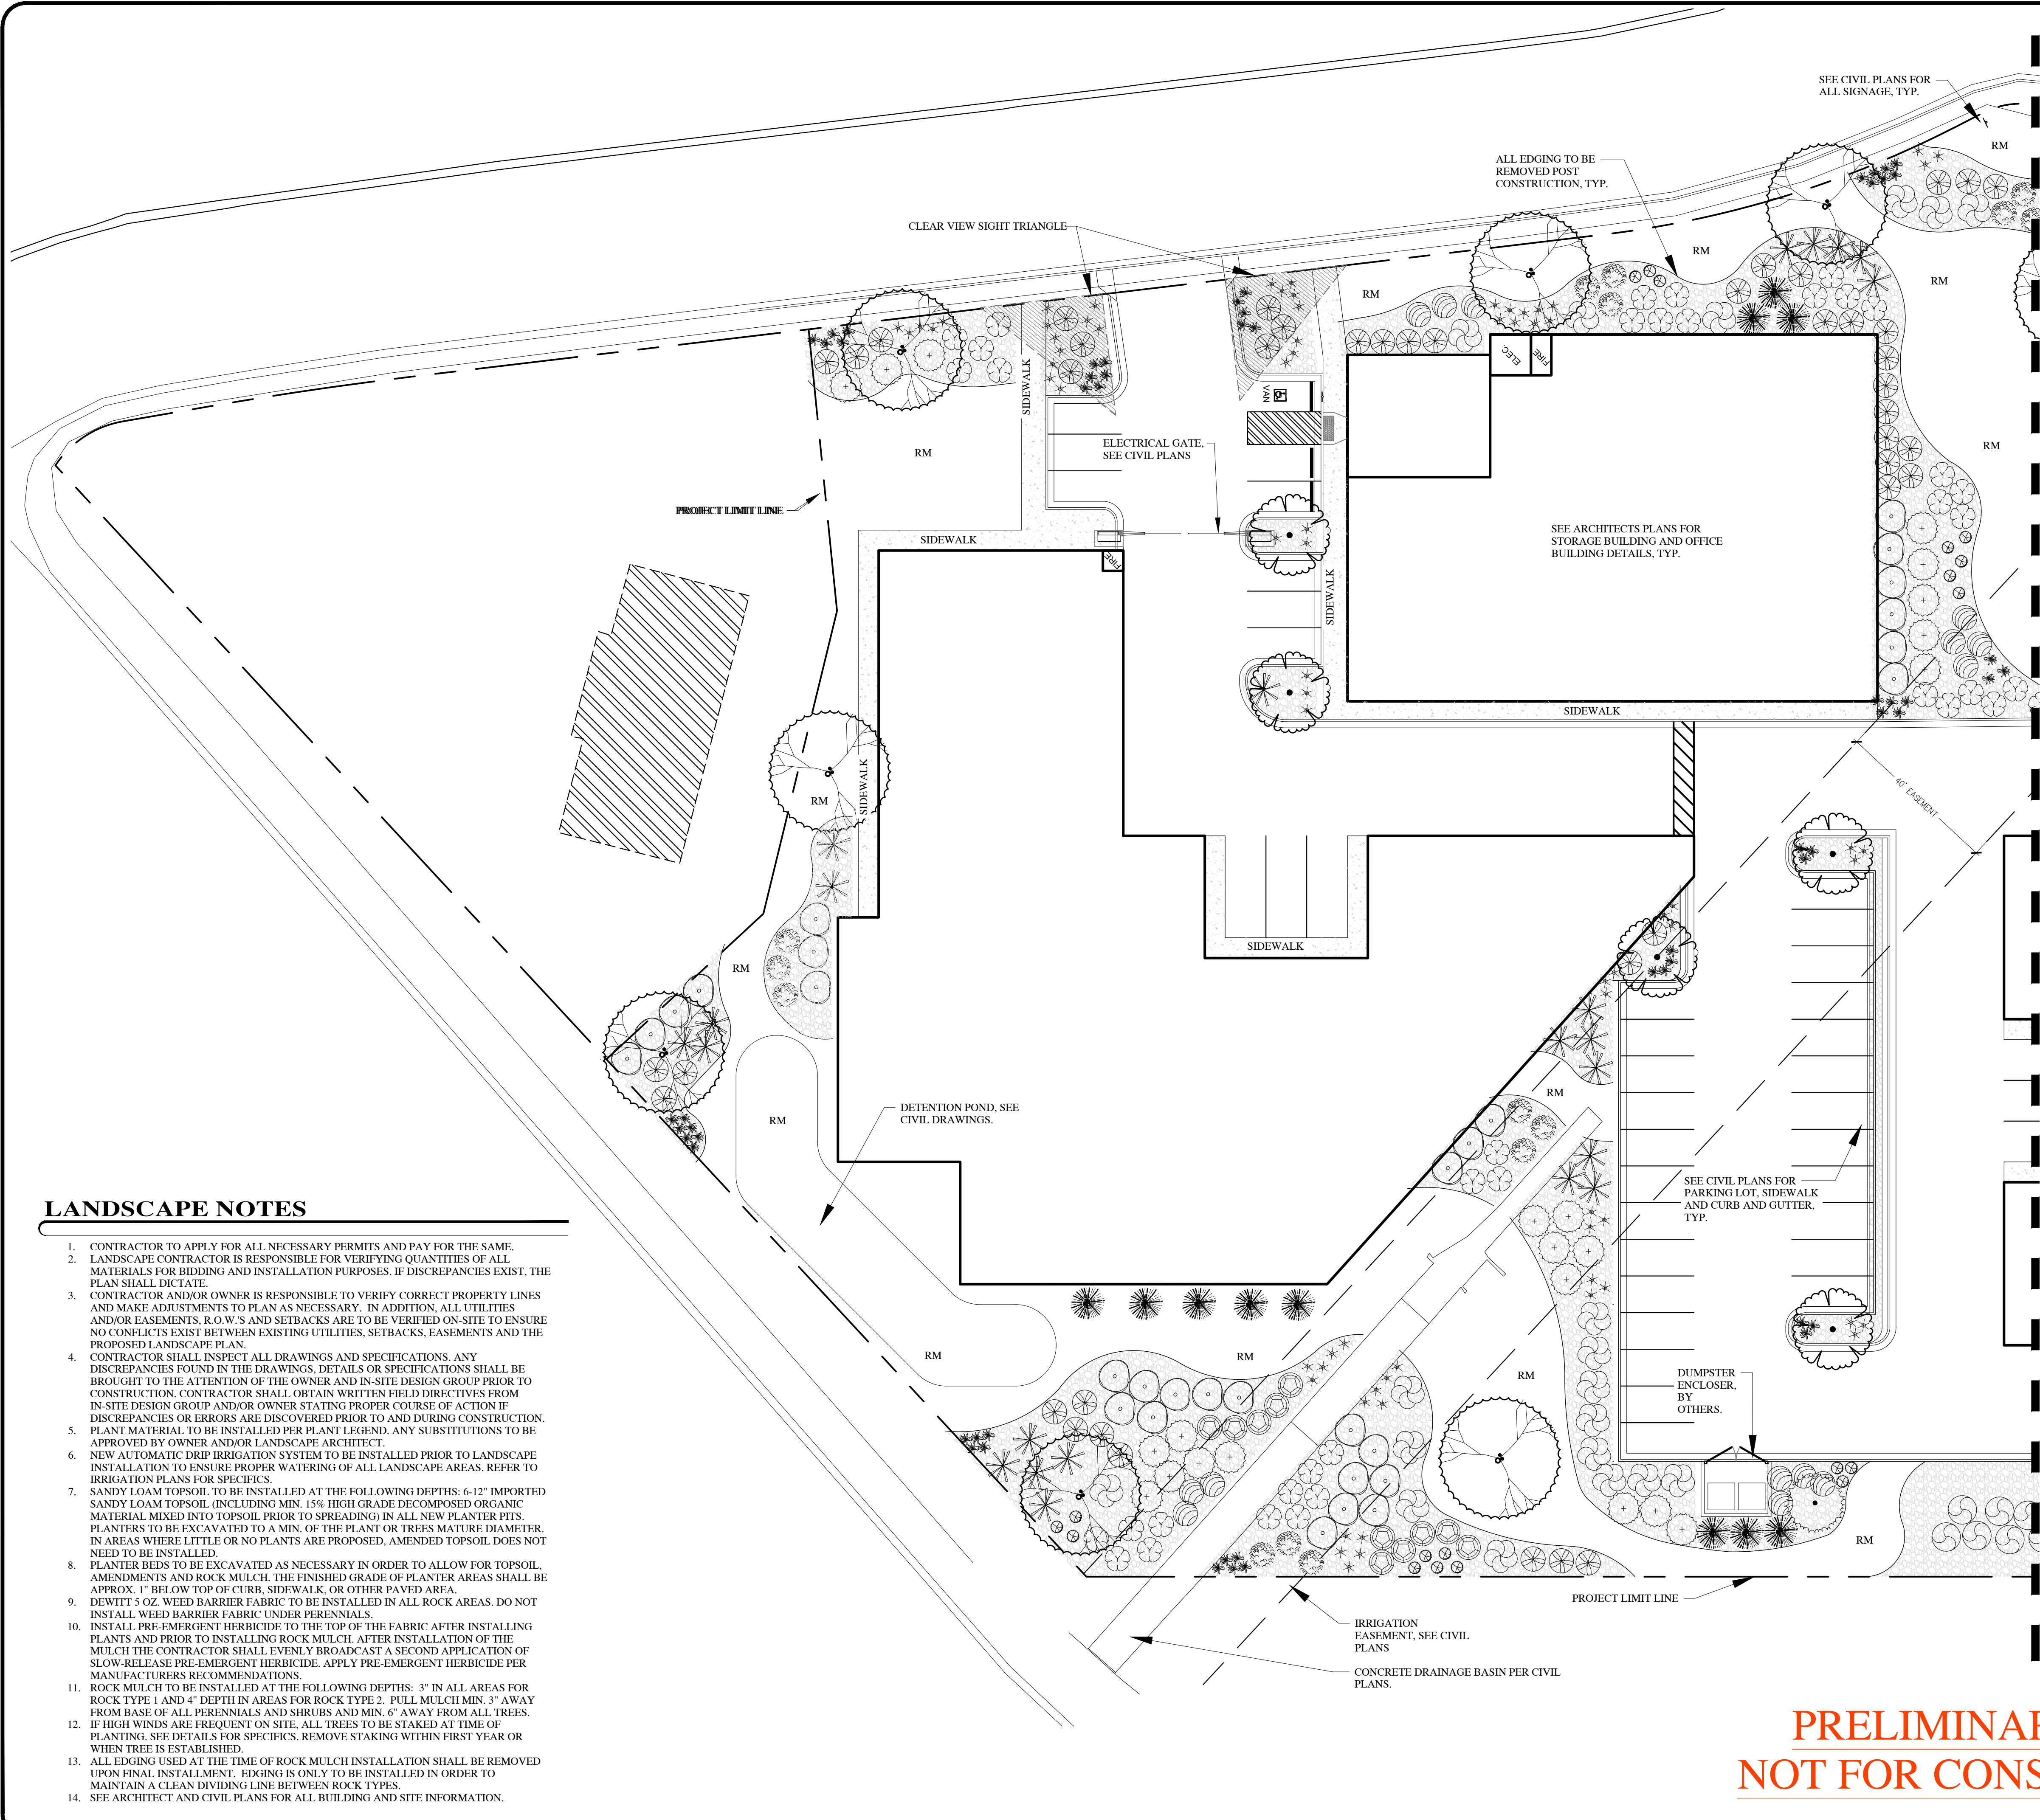 SEE CIVIL PLANS FOR
ALL SIGNAGE, TYP.
RM
ALL EDGING TO BE
REMOVED POST
CONSTRUCTION, TYP.
CLEAR VIEW SIGHT TRIANGLE
RM
RM
RM
SIDEWALK
ELEC.
FIRE
VAN
RM
ELECTRICAL GATE,
SEE CIVIL PLANS
RM
PROJECT LIMIT LINE
SIDEWALK
FIRE
SEE ARCHITECTS PLANS FOR
STORAGE BUILDING AND OFFICE
BUILDING DETAILS, TYP.
SIDEWALK
SIDEWALK
SIDEWALK
RM
40' EASEMENT
SIDEWALK
RM
RM
DETENTION POND, SEE
CIVIL DRAWINGS.
RM
SEE CIVIL PLANS FOR
PARKING LOT, SIDEWALK
AND CURB AND GUTTER,
TYP.
RM
RM
RM
DUMPSTER
ENCLOSER,
BY
OTHERS.
RM
PROJECT LIMIT LINE
IRRIGATION
EASEMENT, SEE CIVIL
PLANS
CONCRETE DRAINAGE BASIN PER CIVIL
PLANS.
LANDSCAPE NOTES
1. CONTRACTOR TO APPLY FOR ALL NECESSARY PERMITS AND PAY FOR THE SAME.
2. LANDSCAPE CONTRACTOR IS RESPONSIBLE FOR VERIFYING QUANTITIES OF ALL
MATERIALS FOR BIDDING AND INSTALLATION PURPOSES. IF DISCREPANCIES EXIST, THE
PLAN SHALL DICTATE.
3. CONTRACTOR AND/OR OWNER IS RESPONSIBLE TO VERIFY CORRECT PROPERTY LINES
AND MAKE ADJUSTMENTS TO PLAN AS NECESSARY. IN ADDITION, ALL UTILITIES
AND/OR EASEMENTS, R.O.W.'S AND SETBACKS ARE TO BE VERIFIED ON-SITE TO ENSURE
NO CONFLICTS EXIST BETWEEN EXISTING UTILITIES, SETBACKS, EASEMENTS AND THE
PROPOSED LANDSCAPE PLAN.
4. CONTRACTOR SHALL INSPECT ALL DRAWINGS AND SPECIFICATIONS. ANY
DISCREPANCIES FOUND IN THE DRAWINGS, DETAILS OR SPECIFICATIONS SHALL BE
BROUGHT TO THE ATTENTION OF THE OWNER AND IN-SITE DESIGN GROUP PRIOR TO
CONSTRUCTION. CONTRACTOR SHALL OBTAIN WRITTEN FIELD DIRECTIVES FROM
IN-SITE DESIGN GROUP AND/OR OWNER STATING PROPER COURSE OF ACTION IF
DISCREPANCIES OR ERRORS ARE DISCOVERED PRIOR TO AND DURING CONSTRUCTION.
5. PLANT MATERIAL TO BE INSTALLED PER PLANT LEGEND. ANY SUBSTITUTIONS TO BE
APPROVED BY OWNER AND/OR LANDSCAPE ARCHITECT.
6. NEW AUTOMATIC DRIP IRRIGATION SYSTEM TO BE INSTALLED PRIOR TO LANDSCAPE
INSTALLATION TO ENSURE PROPER WATERING OF ALL LANDSCAPE AREAS. REFER TO
IRRIGATION PLANS FOR SPECIFICS.
7. SANDY LOAM TOPSOIL TO BE INSTALLED AT THE FOLLOWING DEPTHS: 6-12" IMPORTED
SANDY LOAM TOPSOIL (INCLUDING MIN. 15% HIGH GRADE DECOMPOSED ORGANIC
MATERIAL MIXED INTO TOPSOIL PRIOR TO SPREADING) IN ALL NEW PLANTER PITS.
PLANTERS TO BE EXCAVATED TO A MIN. OF THE PLANT OR TREES MATURE DIAMETER.
IN AREAS WHERE LITTLE OR NO PLANTS ARE PROPOSED, AMENDED TOPSOIL DOES NOT
NEED TO BE INSTALLED.
8. PLANTER BEDS TO BE EXCAVATED AS NECESSARY IN ORDER TO ALLOW FOR TOPSOIL,
AMENDMENTS AND ROCK MULCH. THE FINISHED GRADE OF PLANTER AREAS SHALL BE
APPROX. 1" BELOW TOP OF CURB, SIDEWALK, OR OTHER PAVED AREA.
9. DEWITT 5 OZ. WEED BARRIER FABRIC TO BE INSTALLED IN ALL ROCK AREAS. DO NOT
INSTALL WEED BARRIER FABRIC UNDER PERENNIALS.
10. INSTALL PRE-EMERGENT HERBICIDE TO THE TOP OF THE FABRIC AFTER INSTALLING
PLANTS AND PRIOR TO INSTALLING ROCK MULCH. AFTER INSTALLATION OF THE
MULCH THE CONTRACTOR SHALL EVENLY BROADCAST A SECOND APPLICATION OF
SLOW-RELEASE PRE-EMERGENT HERBICIDE. APPLY PRE-EMERGENT HERBICIDE PER
MANUFACTURERS RECOMMENDATIONS.
11. ROCK MULCH TO BE INSTALLED AT THE FOLLOWING DEPTHS: 3" IN ALL AREAS FOR
ROCK TYPE 1 AND 4" DEPTH IN AREAS FOR ROCK TYPE 2. PULL MULCH MIN. 3" AWAY
FROM BASE OF ALL PERENNIALS AND SHRUBS AND MIN. 6" AWAY FROM ALL TREES.
12. IF HIGH WINDS ARE FREQUENT ON SITE, ALL TREES TO BE STAKED AT TIME OF
PLANTING. SEE DETAILS FOR SPECIFICS. REMOVE STAKING WITHIN FIRST YEAR OR
WHEN TREE IS ESTABLISHED.
13. ALL EDGING USED AT THE TIME OF ROCK MULCH INSTALLATION SHALL BE REMOVED
UPON FINAL INSTALLMENT. EDGING IS ONLY TO BE INSTALLED IN ORDER TO
MAINTAIN A CLEAN DIVIDING LINE BETWEEN ROCK TYPES.
14. SEE ARCHITECT AND CIVIL PLANS FOR ALL BUILDING AND SITE INFORMATION.
PRELIMINA
NOT FOR CONS